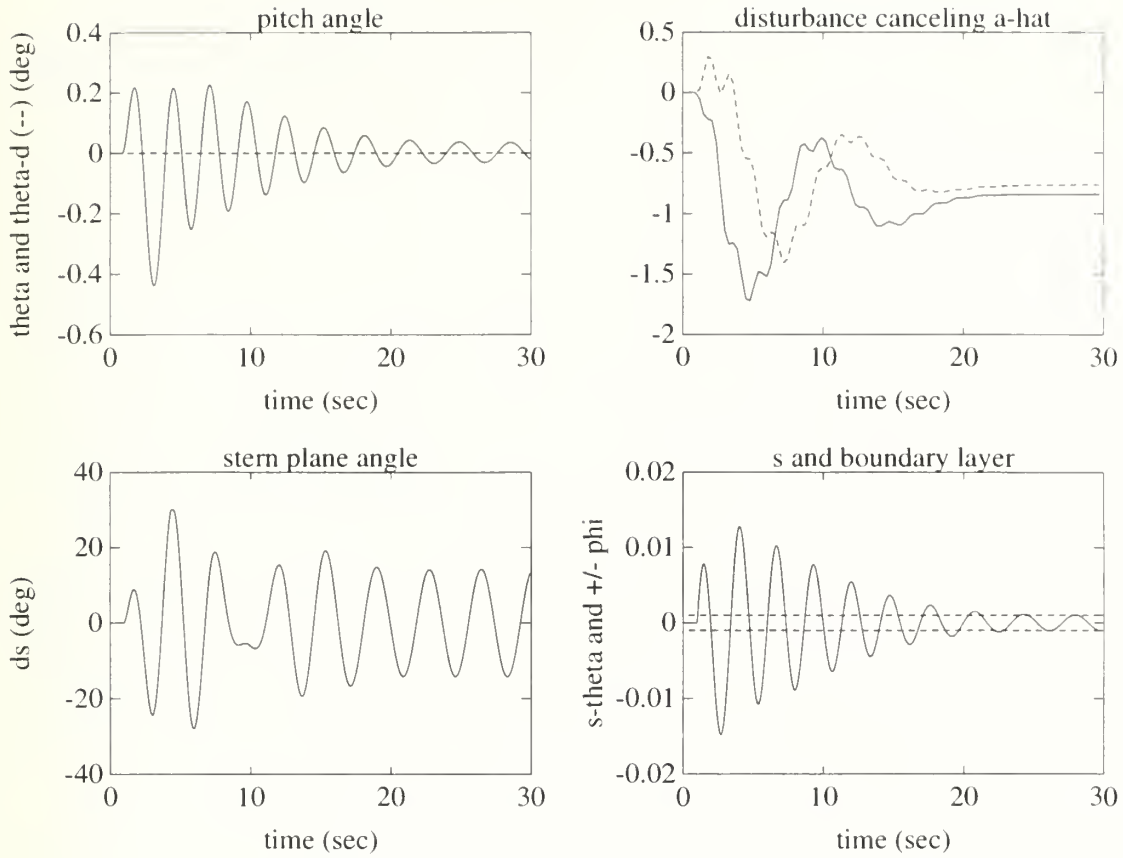 pitch angle
theta and theta-d (--) (deg)
0.4
0.2
0
-0.2
-0.4
-0.6
0 10 20 30
time (sec)
disturbance canceling a-hat
0.5
0
-0.5
-1
-1.5
-2
0 10 20 30
time (sec)
stern plane angle
ds (deg)
40
20
0
-20
-40
0 10 20 30
time (sec)
s and boundary layer
s-theta and +/- phi
0.02
0.01
0
-0.01
-0.02
0 10 20 30
time (sec)